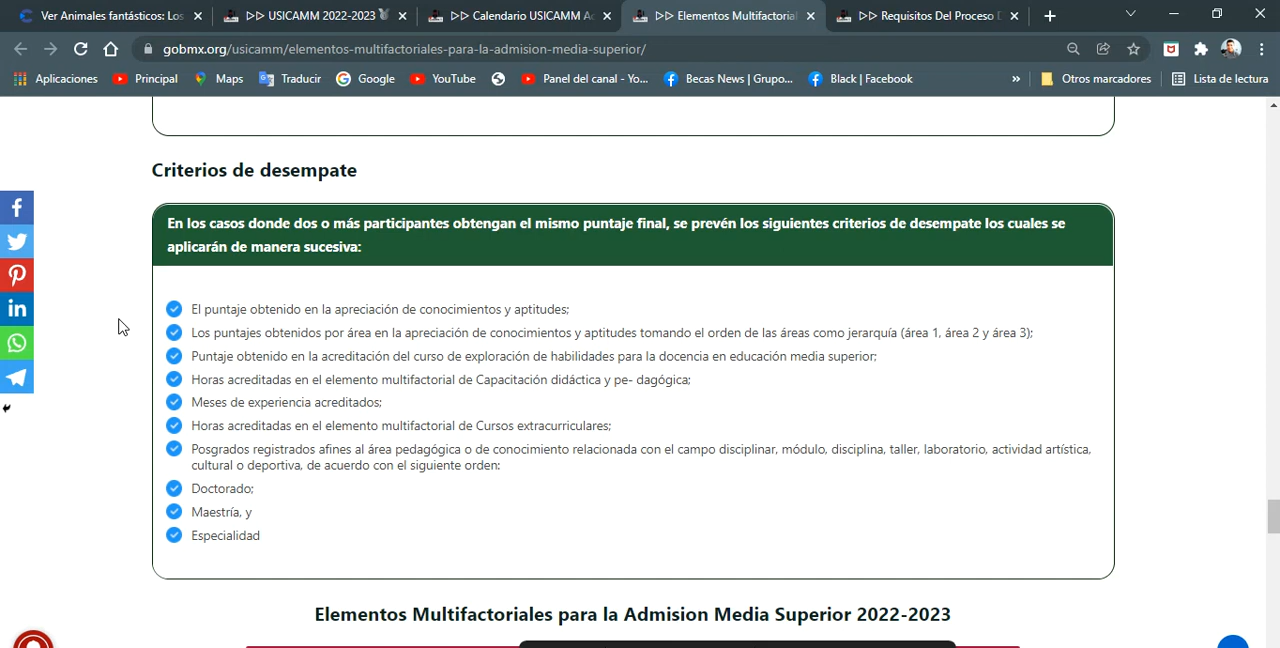 Ver Animales fantásticos: Los
▷▷ USICAMM 2022-2023
▷▷ Calendario USICAMM A
▷▷ Elementos Multifactorial
▷▷ Requisitos Del Proceso D
gobmx.org/usicamm/elementos-multifactoriales-para-la-admision-media-superior/
Aplicaciones
Principal
Maps
Traducir
Google
YouTube
Panel del canal - Yo...
Becas News | Grupo...
Black | Facebook
»
Otros marcadores
Lista de lectura
Criterios de desempate
En los casos donde dos o más participantes obtengan el mismo puntaje final, se prevén los siguientes criterios de desempate los cuales se
aplicarán de manera sucesiva:
El puntaje obtenido en la apreciación de conocimientos y aptitudes;
Los puntajes obtenidos por área en la apreciación de conocimientos y aptitudes tomando el orden de las áreas como jerarquía (área 1, área 2 y área 3);
Puntaje obtenido en la acreditación del curso de exploración de habilidades para la docencia en educación media superior;
Horas acreditadas en el elemento multifactorial de Capacitación didáctica y pe- dagógica;
Meses de experiencia acreditados;
Horas acreditadas en el elemento multifactorial de Cursos extracurriculares;
Posgrados registrados afines al área pedagógica o de conocimiento relacionada con el campo disciplinar, módulo, disciplina, taller, laboratorio, actividad artística,
cultural o deportiva, de acuerdo con el siguiente orden:
Doctorado;
Maestría, y
Especialidad
Elementos Multifactoriales para la Admision Media Superior 2022-2023